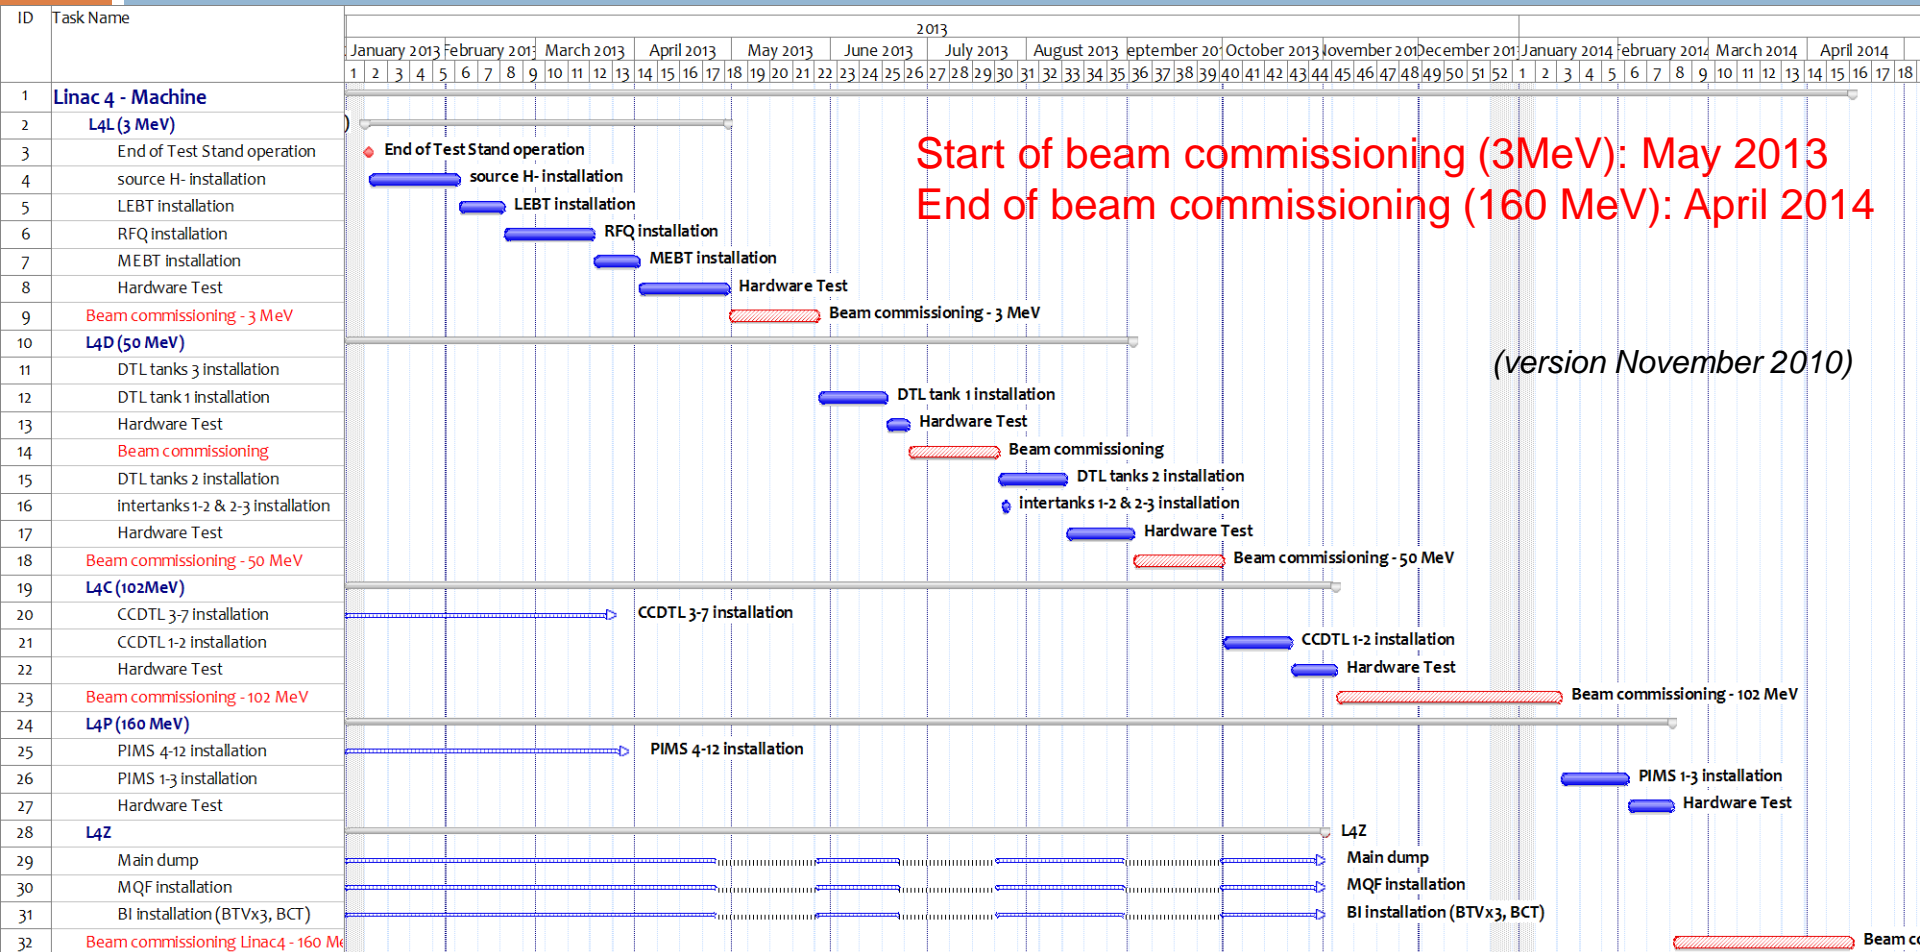 ID Task Name
2013
January 2013 February 201 March 2013 April 2013 May 2013 June 2013 July 2013 August 2013 eptember 20 October 2013 November 201 December 201 January 2014 February 2014 March 2014 April 2014
1 2 3 4 5 6 7 8 9 10 11 12 13 14 15 16 17 18 19 20 21 22 23 24 25 26 27 28 29 30 31 32 33 34 35 36 37 38 39 40 41 42 43 44 45 46 47 48 49 50 51 52 1 2 3 4 5 6 7 8 9 10 11 12 13 14 15 16 17 18
1 Linac 4 - Machine
2 L4L (3 MeV) )
3 End of Test Stand operation End of Test Stand operation
Start of beam commissioning (3MeV): May 2013
4 source H- installation source H- installation
5 LEBT installation LEBT installation
End of beam commissioning (160 MeV): April 2014
6 RFQ installation RFQ installation
7 MEBT installation MEBT installation
8 Hardware Test Hardware Test
9 Beam commissioning - 3 MeV Beam commissioning - 3 MeV
10 L4D (50 MeV)
(version November 2010)
11 DTL tanks 3 installation
12 DTL tank 1 installation DTL tank 1 installation
13 Hardware Test Hardware Test
14 Beam commissioning Beam commissioning
15 DTL tanks 2 installation DTL tanks 2 installation
16 intertanks 1-2 & 2-3 installation intertanks 1-2 & 2-3 installation
17 Hardware Test Hardware Test
18 Beam commissioning - 50 MeV Beam commissioning - 50 MeV
19 L4C (102MeV)
20 CCDTL 3-7 installation CCDTL 3-7 installation
21 CCDTL 1-2 installation CCDTL 1-2 installation
22 Hardware Test Hardware Test
23 Beam commissioning - 102 MeV Beam commissioning - 102 MeV
24 L4P (160 MeV)
25 PIMS 4-12 installation PIMS 4-12 installation
26 PIMS 1-3 installation PIMS 1-3 installation
27 Hardware Test Hardware Test
28 L4Z L4Z
29 Main dump Main dump
30 MQF installation MQF installation
31 BI installation (BTVx3, BCT) BI installation (BTVx3, BCT)
32 Beam commissioning Linac4 - 160 Me Beam c